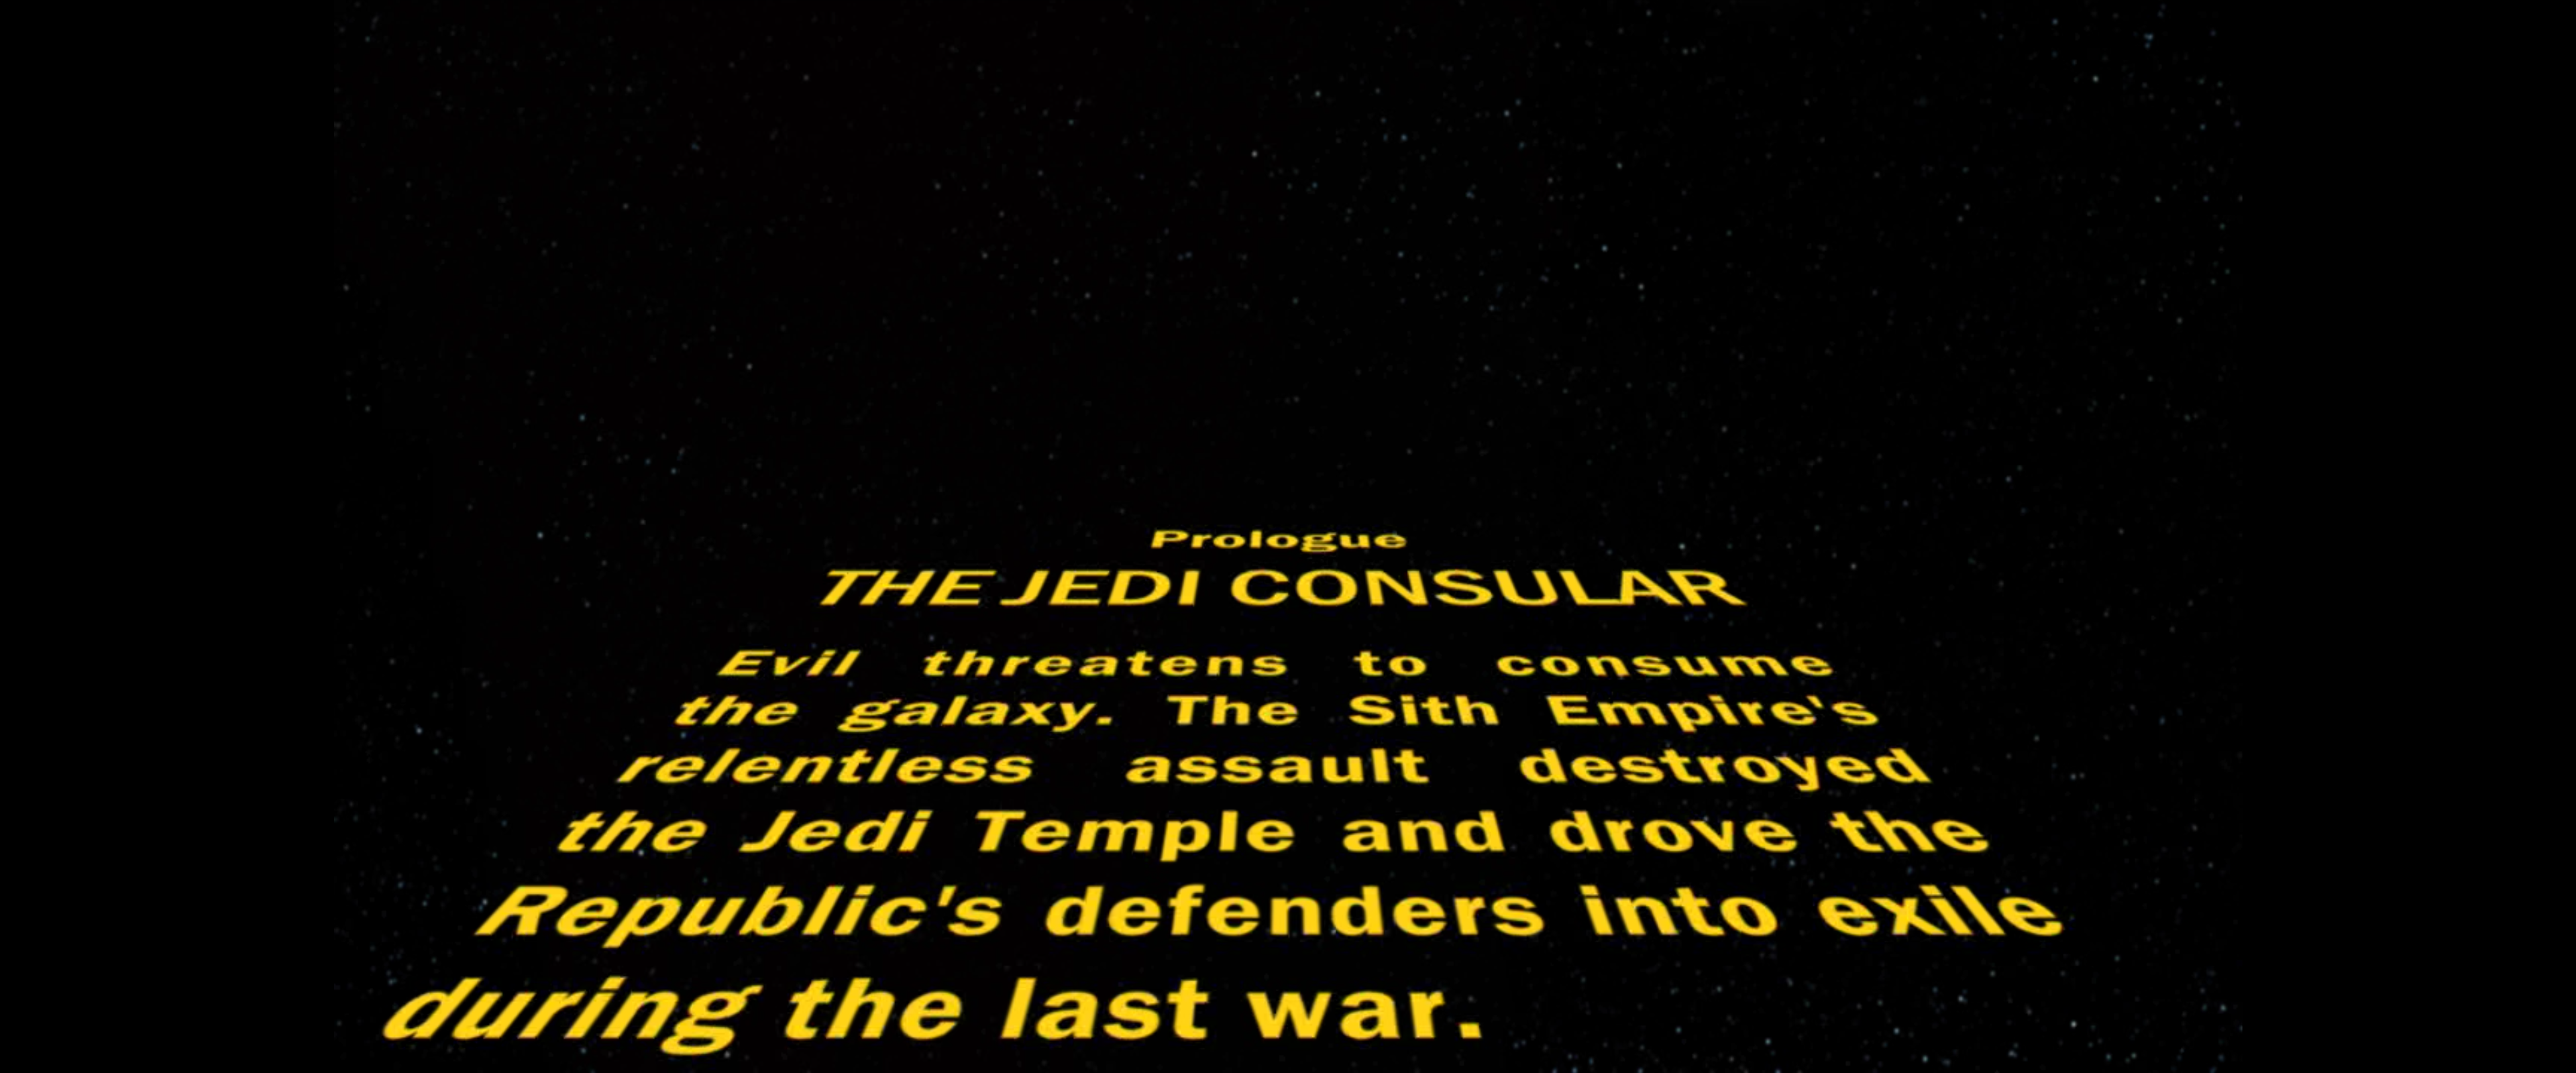 Prologue
THE JEDI CONSULAR
Evil threatens to consume
the galaxy. The Sith Empire's
relentless assault destroyed
the Jedi Temple and drove the
Republic's defenders into exile
during the last war.